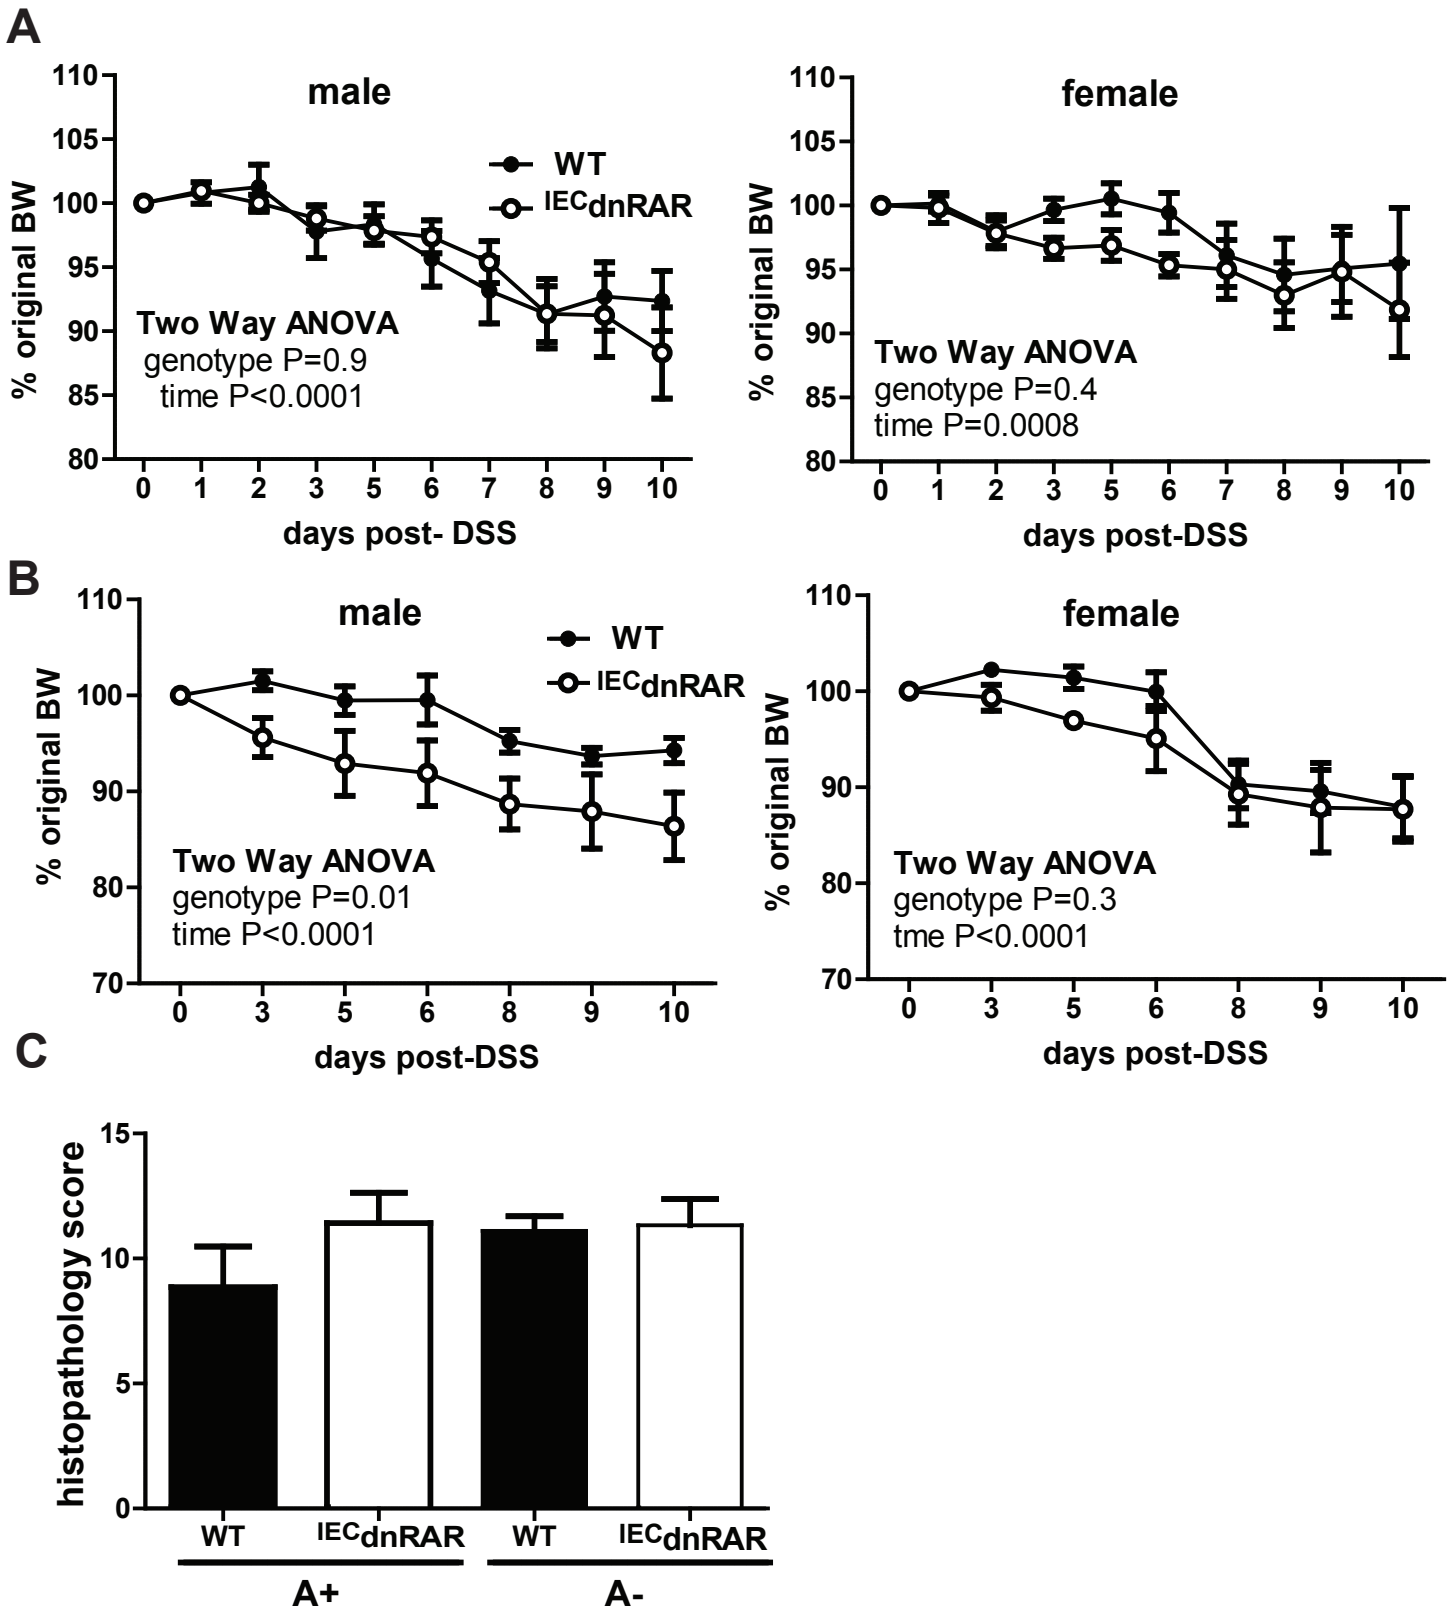 A
male
110
105
100
95
90
85
80
% original BW
WT
IECdnRAR
Two Way ANOVA
genotype P=0.9
time P<0.0001
0 1 2 3 5 6 7 8 9 10
days post- DSS
female
110
105
100
95
90
85
80
% original BW
Two Way ANOVA
genotype P=0.4
time P=0.0008
0 1 2 3 5 6 7 8 9 10
days post-DSS
B
male
110
100
90
80
70
% original BW
WT
IECdnRAR
Two Way ANOVA
genotype P=0.01
time P<0.0001
0 3 5 6 8 9 10
days post-DSS
female
110
100
90
80
70
% original BW
Two Way ANOVA
genotype P=0.3
tme P<0.0001
0 3 5 6 8 9 10
days post-DSS
C
15
10
5
0
histopathology score
WT IECdnRAR WT IECdnRAR
A+ A-